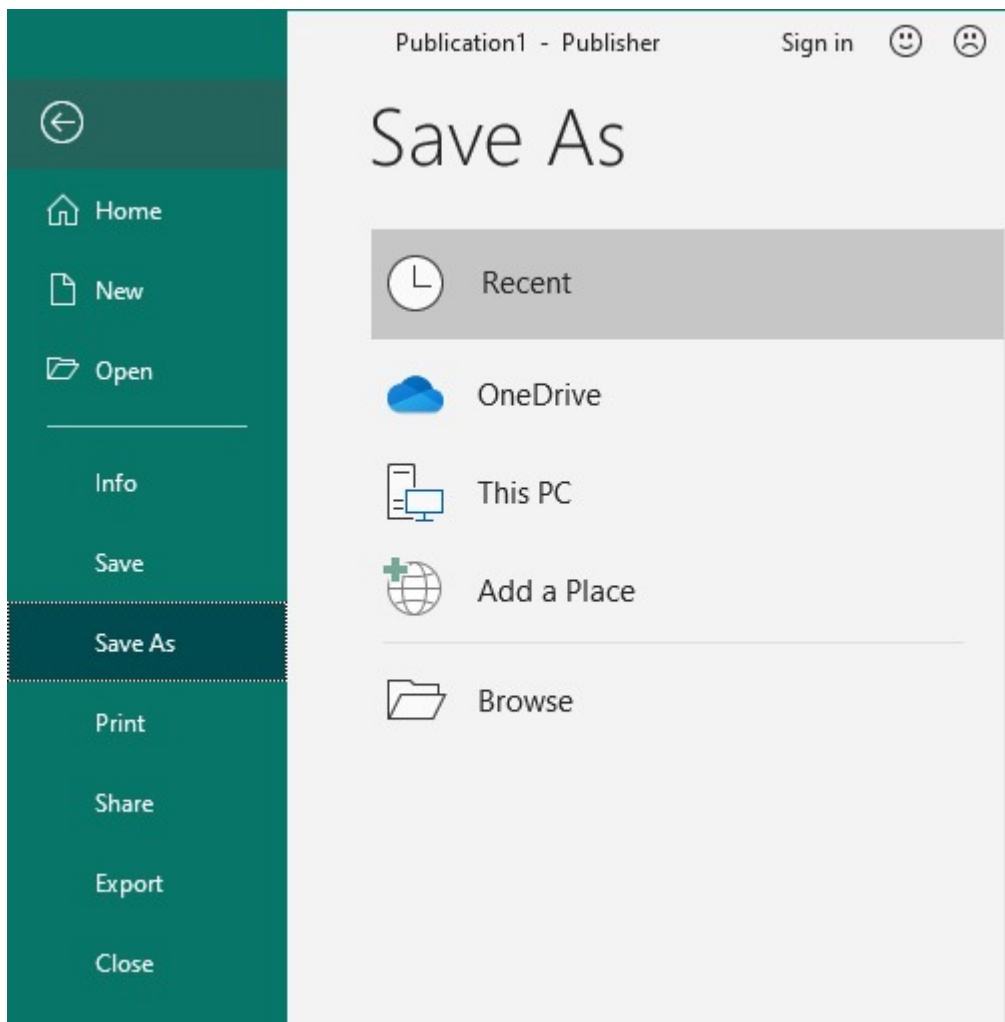 Publication1 - Publisher
Sign in
Save As
Home
New
Open
Info
Save
Save As
Print
Share
Export
Close
Recent
OneDrive
This PC
Add a Place
Browse